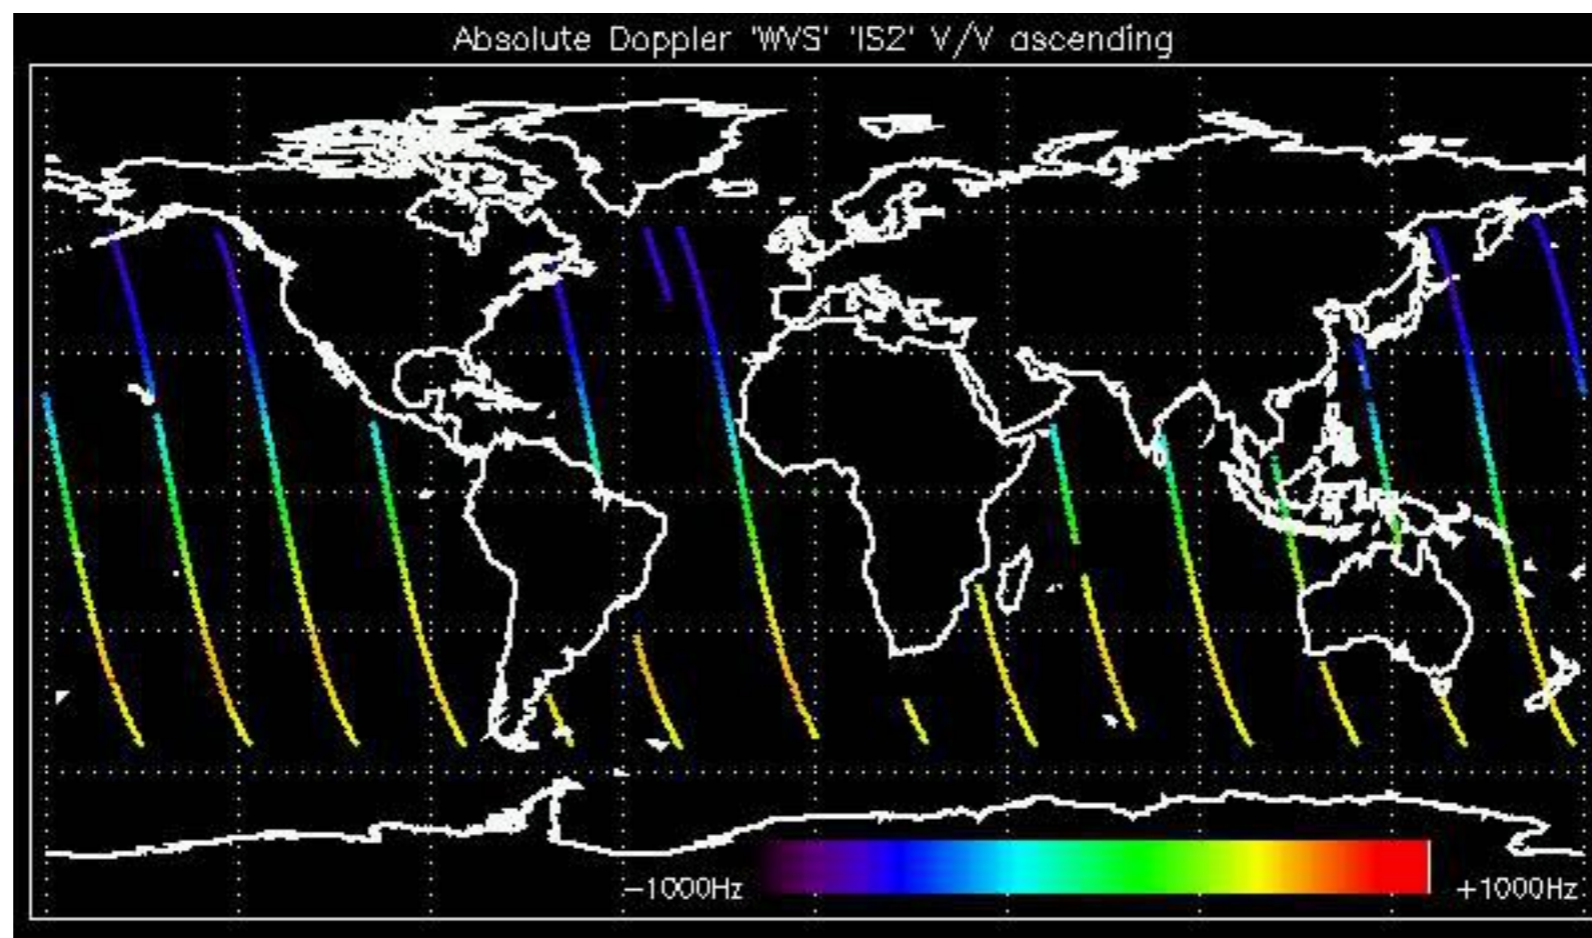 Absolute Doppler 'WVS' 'IS2' V/V ascending
-1000Hz +1000Hz